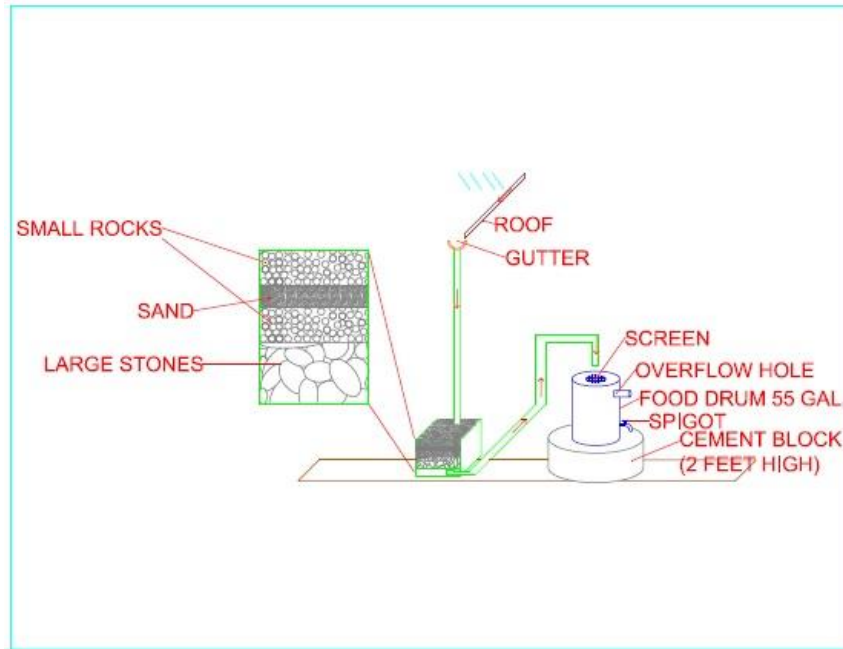 SMALL ROCKS
SAND
LARGE STONES
ROOF
GUTTER
SCREEN
OVERFLOW HOLE
FOOD DRUM 55 GAL
SPIGOT
CEMENT BLOCK
(2 FEET HIGH)